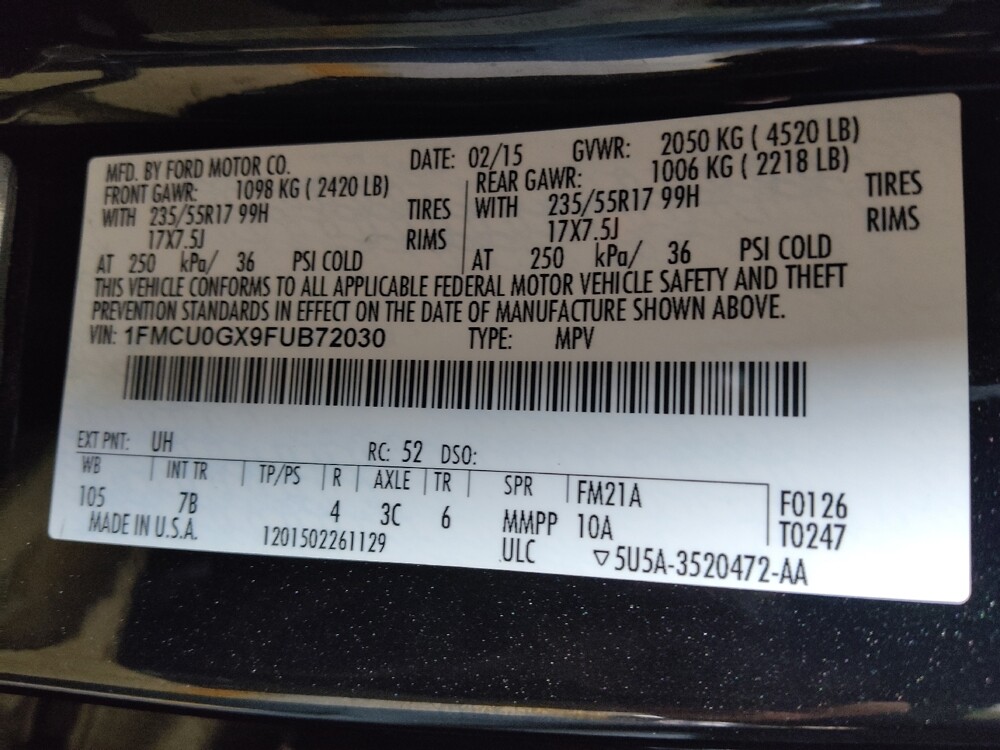 MFD. BY FORD MOTOR CO. DATE: 02/15 GVWR: 2050 KG ( 4520 LB)
FRONT GAWR: 1098 KG ( 2420 LB) REAR GAWR: 1006 KG ( 2218 LB)
WITH 235/55R17 99H TIRES WITH 235/55R17 99H TIRES
17X7.5J RIMS 17X7.5J RIMS
AT 250 kPa/ 36 PSI COLD AT 250 kPa/ 36 PSI COLD
THIS VEHICLE CONFORMS TO ALL APPLICABLE FEDERAL MOTOR VEHICLE SAFETY AND THEFT
PREVENTION STANDARDS IN EFFECT ON THE DATE OF MANUFACTURE SHOWN ABOVE.
VIN: 1FMCU0GX9FUB72030 TYPE: MPV
EXT PNT: UH RC: 52 DSO:
WB INT TR TP/PS R AXLE TR SPR FM21A F0126
105 7B 4 3C 6 MMPP 10A T0247
MADE IN U.S.A. 1201502261129 ULC ▽5U5A-3520472-AA